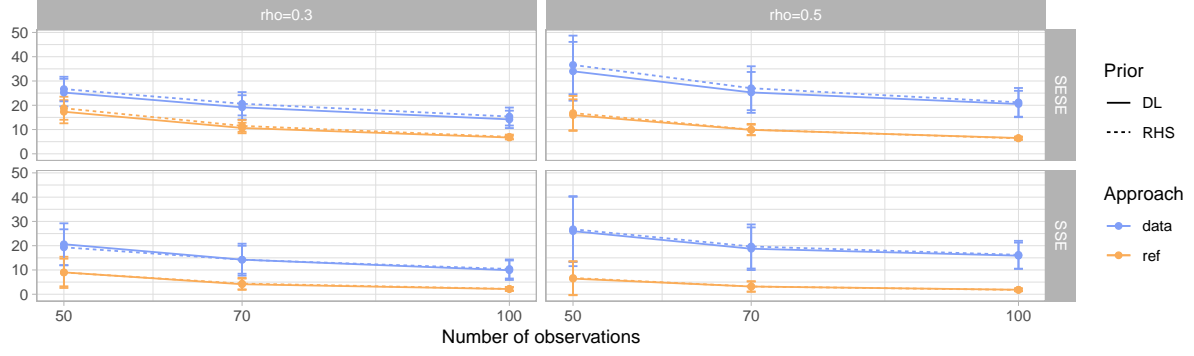 rho=0.3
rho=0.5
50
40
30
20
10
0
SESE
50
40
30
20
10
0
SSE
50
70
100
50
70
100
Number of observations
Prior
DL
RHS
Approach
data
ref